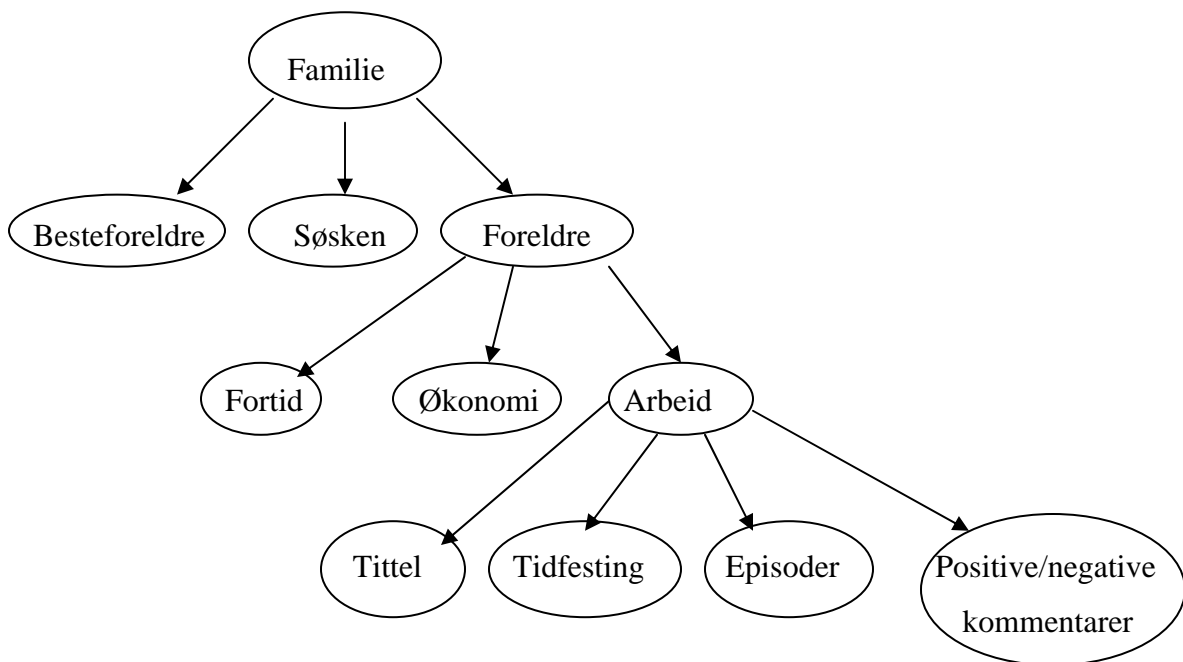 Familie
Besteforeldre
Søsken
Foreldre
Fortid
Økonomi
Arbeid
Tittel
Tidfesting
Episoder
Positive/negative
kommentarer